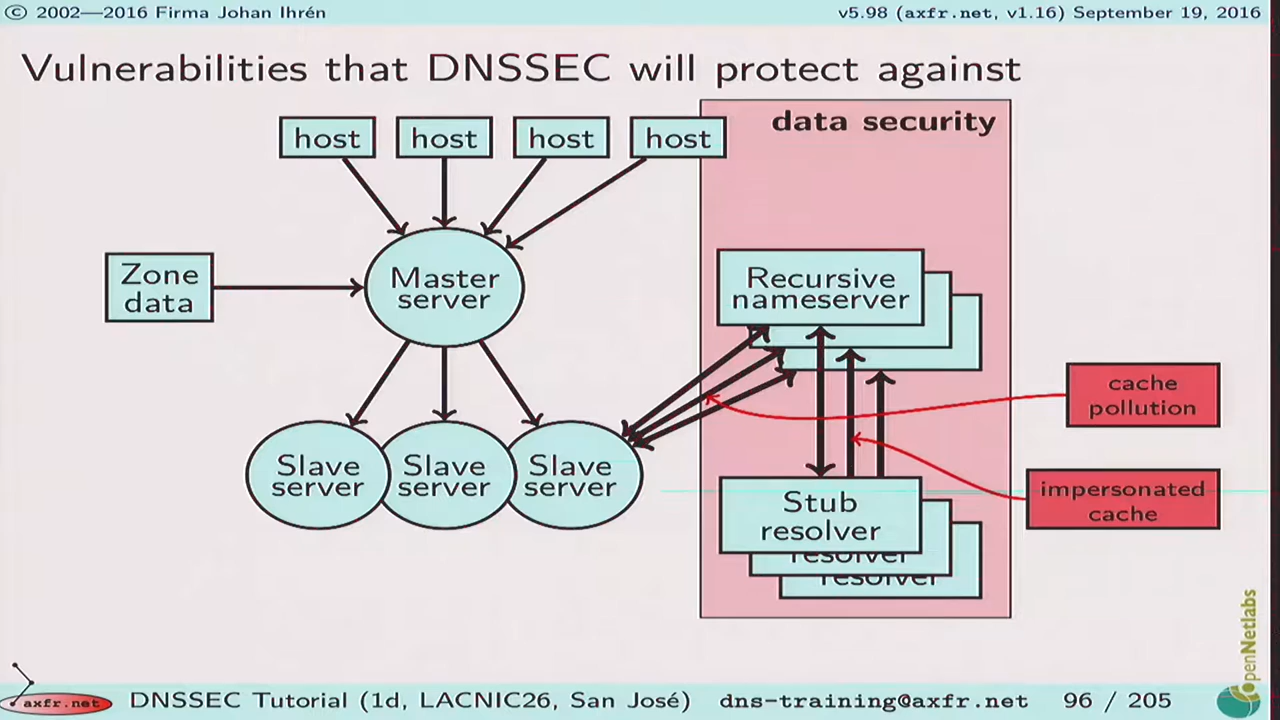 © 2002—2016 Firma Johan Ihrén
v5.98 (axfr.net, v1.16) September 19, 2016
Vulnerabilities that DNSSEC will protect against
host host host host
data security
Zone
data
Master
server
Recursive
nameserver
cache
pollution
Slave
server
Slave
server
Slave
server
impersonated
cache
Stub
resolver
resolver
resolver
axfr.net
DNSSEC Tutorial (1d, LACNIC26, San José)
dns-training@axfr.net
96 / 205
openNetlabs